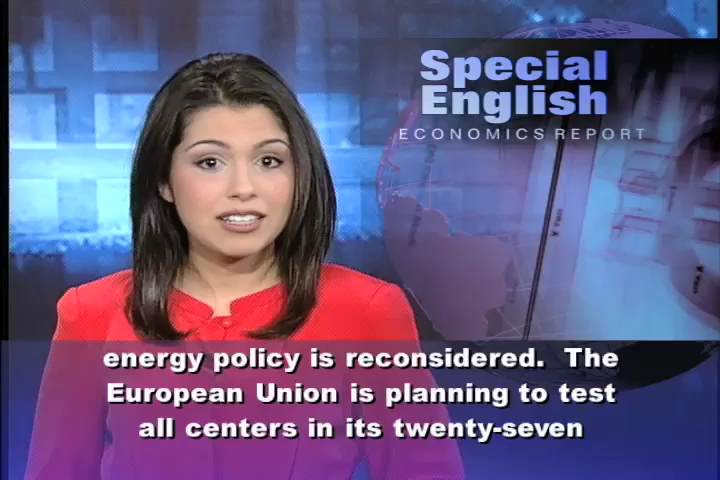 Special
English
ECONOMICS REPORT
energy policy is reconsidered.  The
European Union is planning to test
all centers in its twenty-seven